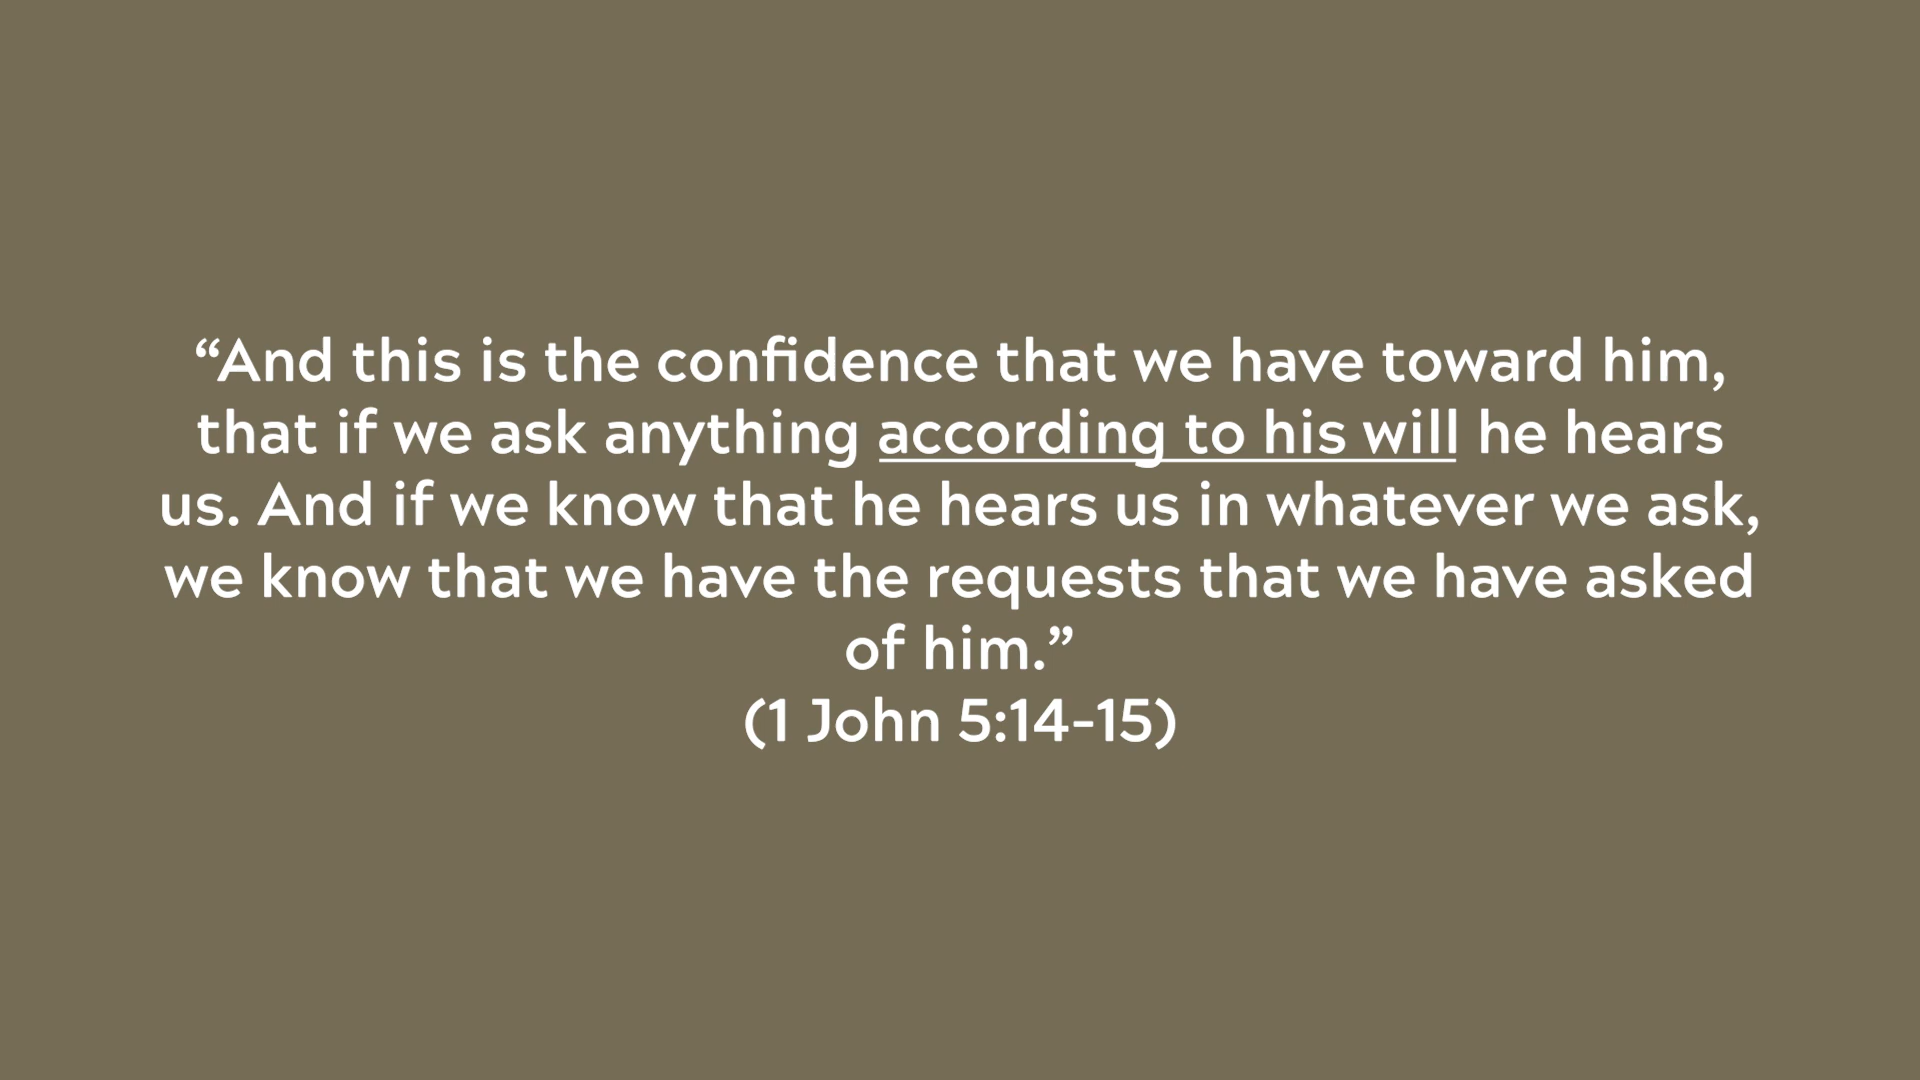 “And this is the confidence that we have toward him,
that if we ask anything according to his will he hears
us. And if we know that he hears us in whatever we ask,
we know that we have the requests that we have asked
of him.”
(1 John 5:14-15)